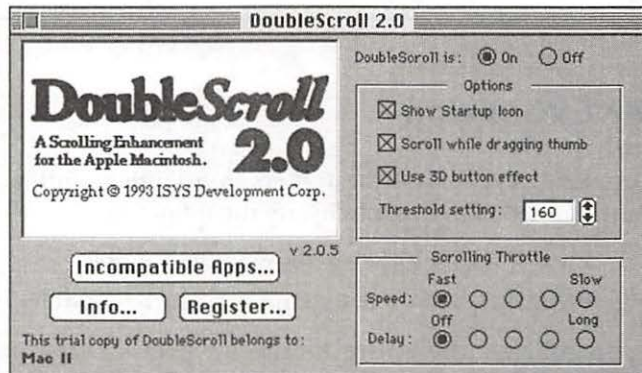 DoubleScroll 2.0
DoubleScroll
2.0
A Scrolling Enhancement
for the Apple Macintosh.
Copyright © 1993 ISYS Development Corp.
v 2.0.5
Incompatible Apps...
Info...
Register...
This trial copy of DoubleScroll belongs to:
Mac II
DoubleScroll is: On Off
Options
Show Startup Icon
Scroll while dragging thumb
Use 3D button effect
Threshold setting: 160
Scrolling Throttle
Fast Slow
Speed:
Off Long
Delay: